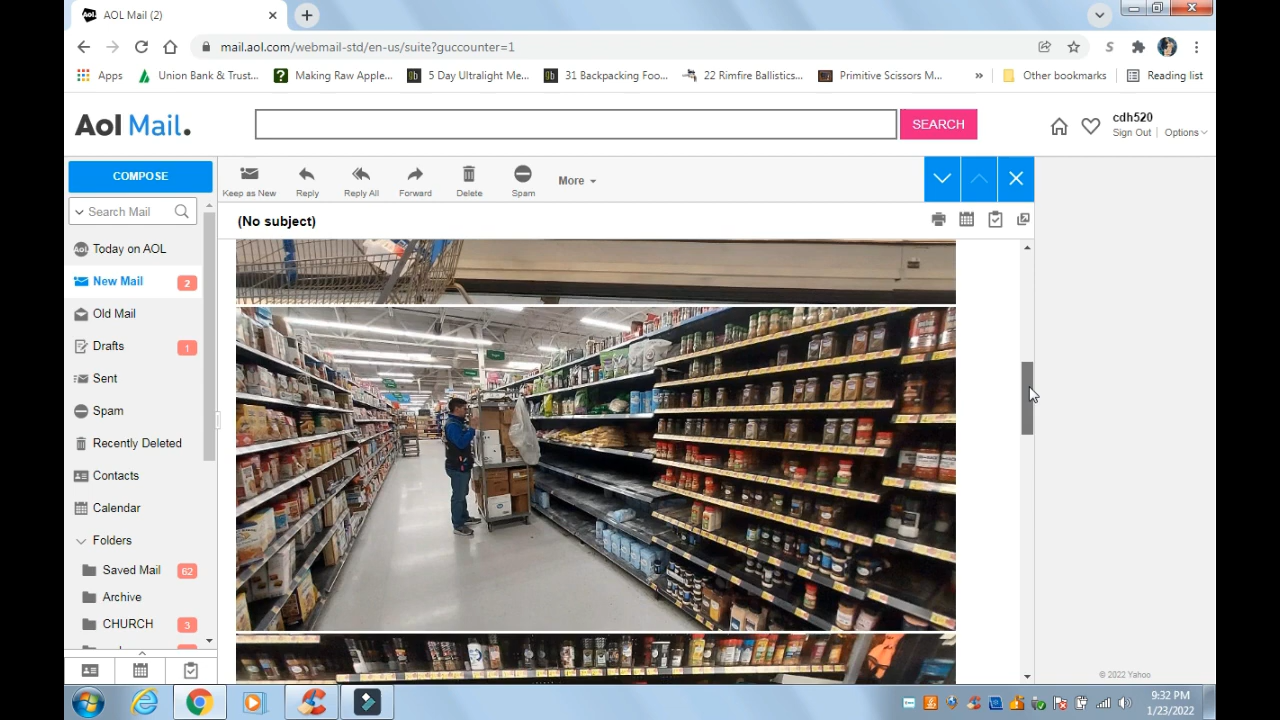 AOL Mail (2)
mail.aol.com/webmail-std/en-us/suite?guccounter=1
Apps
Union Bank & Trust...
Making Raw Apple...
5 Day Ultralight Me...
31 Backpacking Foo...
22 Rimfire Ballistics...
Primitive Scissors M...
»
Other bookmarks
Reading list
Aol Mail.
SEARCH
cdh520
Sign Out | Options
COMPOSE
Search Mail
Keep as New
Reply
Reply All
Forward
Delete
Spam
More
(No subject)
Today on AOL
New Mail 2
Old Mail
Drafts 1
Sent
Spam
Recently Deleted
Contacts
Calendar
Folders
Saved Mail 62
Archive
CHURCH 3
© 2022 Yahoo
9:32 PM
1/23/2022